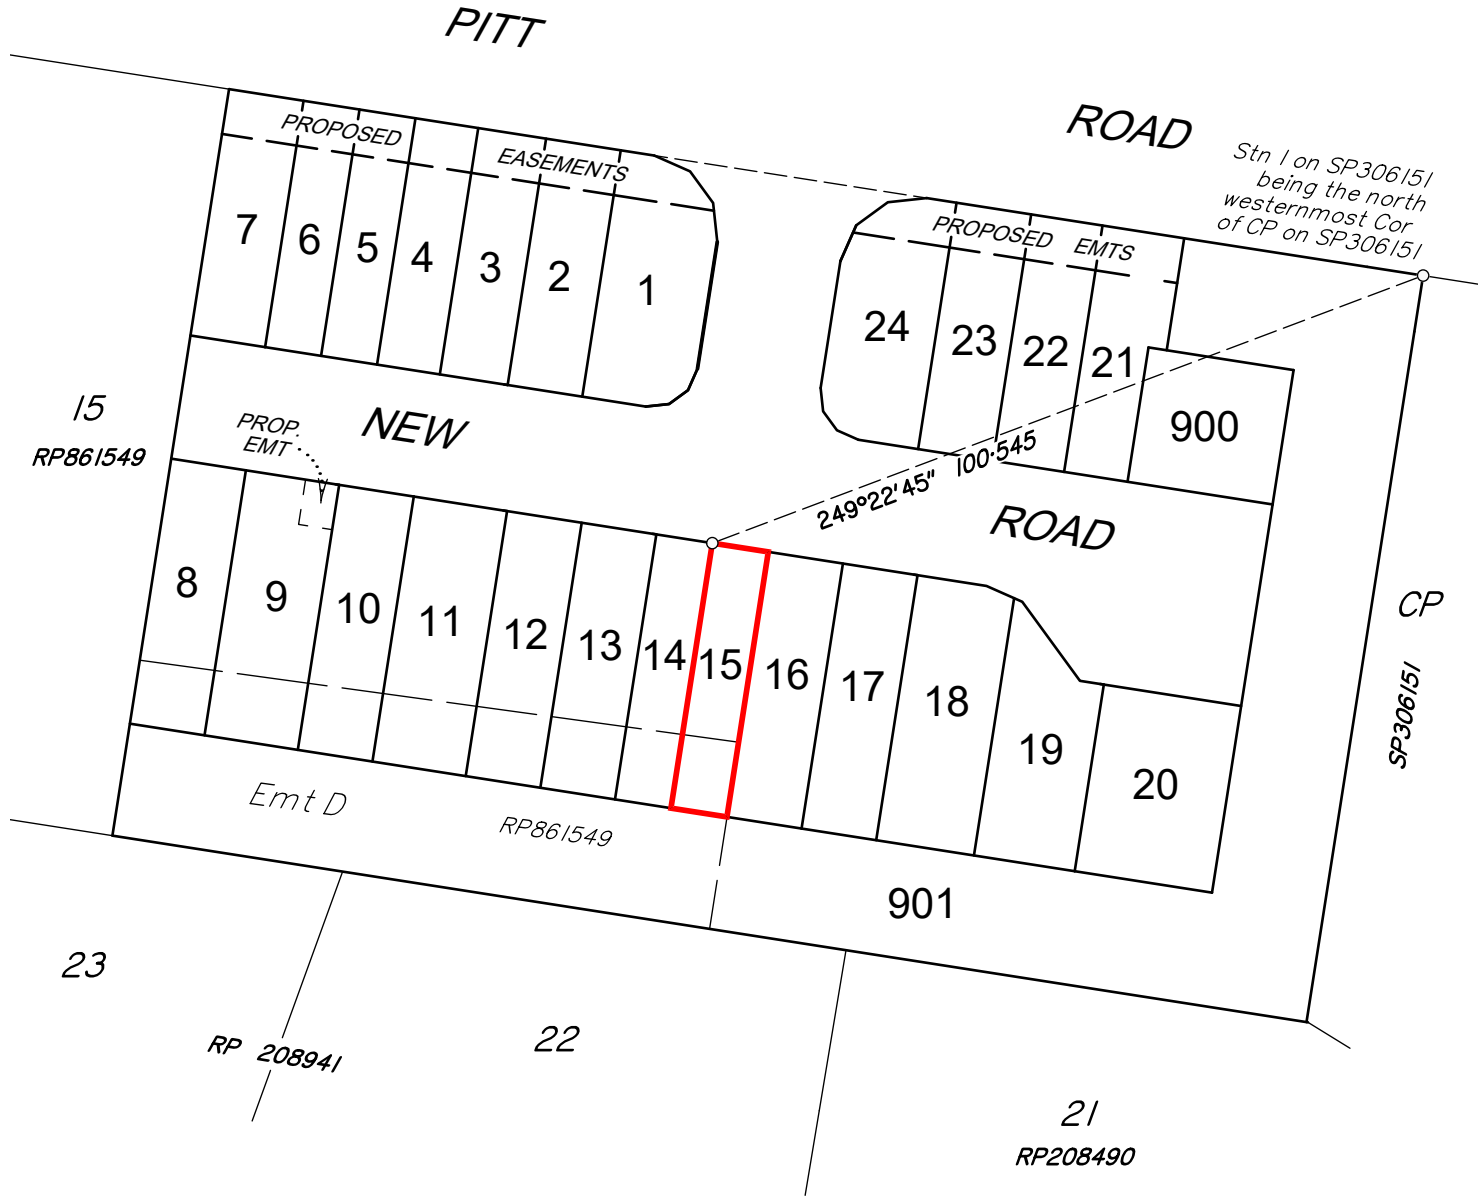 PITT
ROAD
Stn 1 on SP306151
being the north
westernmost Cor
of CP on SP306151
PROPOSED
EASEMENTS
PROPOSED EMTS
7
6
5
4
3
2
1
24
23
22
21
900
15
RP861549
PROP.
EMT
NEW
249°22'45" 100·545
ROAD
8
9
10
11
12
13
14
15
16
17
18
19
20
CP
SP306151
Emt D
RP861549
901
23
RP 208941
22
21
RP208490